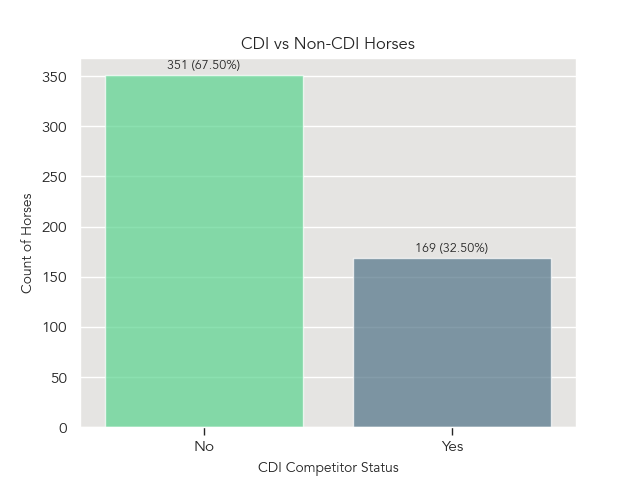 CDI vs Non-CDI Horses
351 (67.50%)
350
300
250
200
169 (32.50%)
150
100
50
0
Count of Horses
No
Yes
CDI Competitor Status